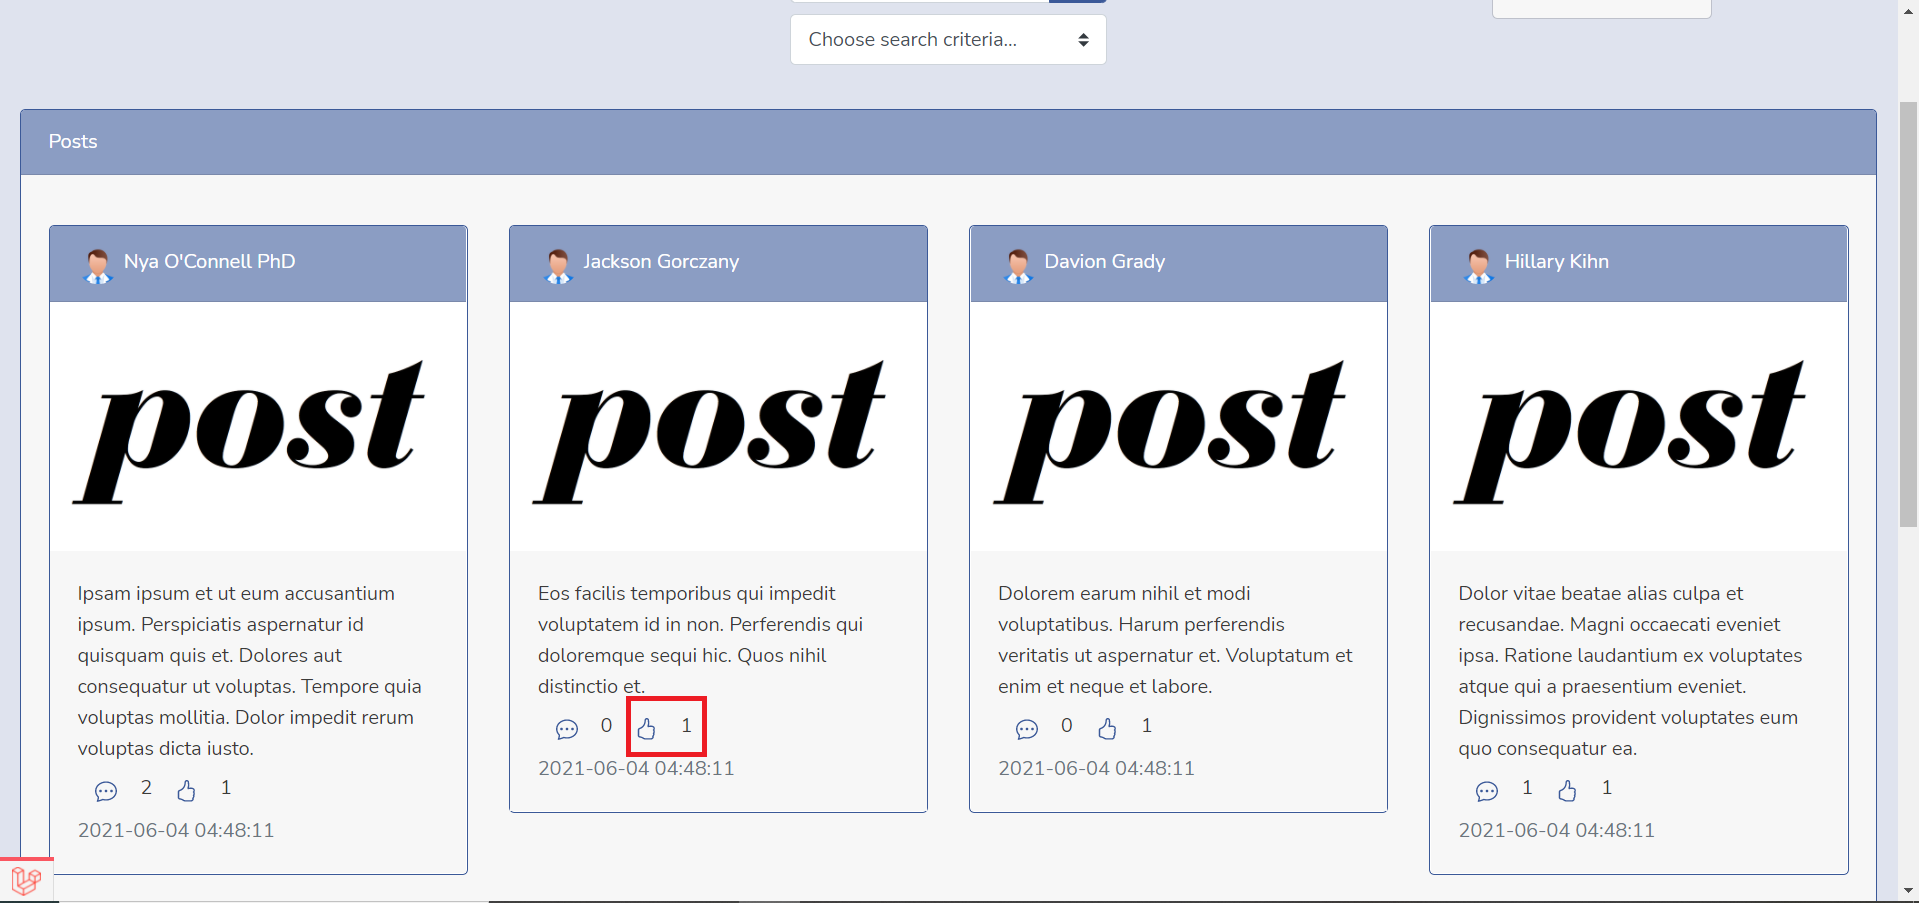 Choose search criteria...
Posts
Nya O'Connell PhD
post
Ipsam ipsum et ut eum accusantium
ipsum. Perspiciatis aspernatur id
quisquam quis et. Dolores aut
consequatur ut voluptas. Tempore quia
voluptas mollitia. Dolor impedit rerum
voluptas dicta iusto.
2 1
2021-06-04 04:48:11
Jackson Gorczany
post
Eos facilis temporibus qui impedit
voluptatem id in non. Perferendis qui
doloremque sequi hic. Quos nihil
distinctio et.
0 1
2021-06-04 04:48:11
Davion Grady
post
Dolorem earum nihil et modi
voluptatibus. Harum perferendis
veritatis ut aspernatur et. Voluptatum et
enim et neque et labore.
0 1
2021-06-04 04:48:11
Hillary Kihn
post
Dolor vitae beatae alias culpa et
recusandae. Magni occaecati eveniet
ipsa. Ratione laudantium ex voluptates
atque qui a praesentium eveniet.
Dignissimos provident voluptates eum
quo consequatur ea.
1 1
2021-06-04 04:48:11